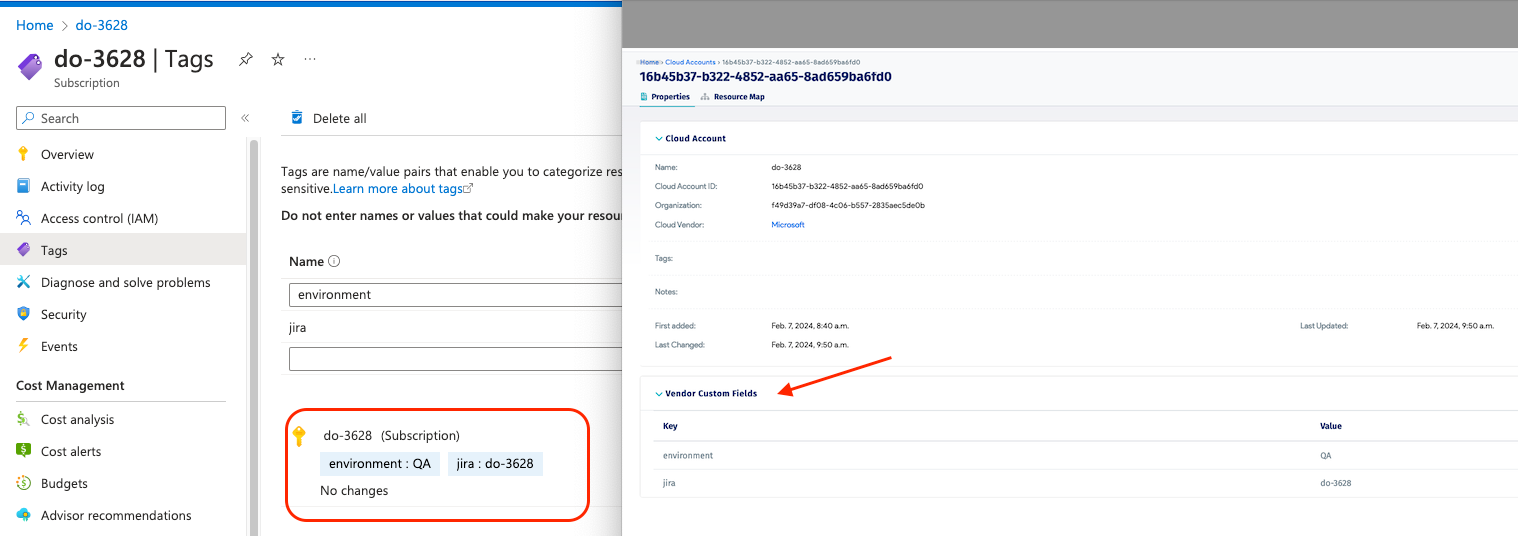 Home > do-3628
do-3628 | Tags
Subscription
Search
Overview
Activity log
Access control (IAM)
Tags
Diagnose and solve problems
Security
Events
Cost Management
Cost analysis
Cost alerts
Budgets
Advisor recommendations
Delete all
Tags are name/value pairs that enable you to categorize res
sensitive.Learn more about tags
Do not enter names or values that could make your resou
Name
environment
jira
do-3628 (Subscription)
environment : QA jira : do-3628
No changes
Home › Cloud Accounts › 16b45b37-b322-4852-aa65-8ad659ba6fd0
16b45b37-b322-4852-aa65-8ad659ba6fd0
Properties Resource Map
Cloud Account
Name: do-3628
Cloud Account ID: 16b45b37-b322-4852-aa65-8ad659ba6fd0
Organization: f49d39a7-df08-4c06-b557-2835aec5de0b
Cloud Vendor: Microsoft
Tags:
Notes:
First added: Feb. 7, 2024, 8:40 a.m. Last Updated: Feb. 7, 2024, 9:50 a.m.
Last Changed: Feb. 7, 2024, 9:50 a.m.
Vendor Custom Fields
Key Value
environment QA
jira do-3628